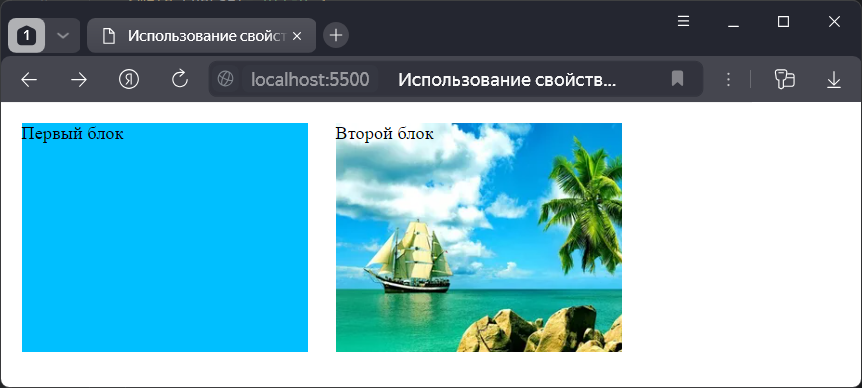 1
Использование свойст
localhost:5500
Использование свойств...
Первый блок
Второй блок